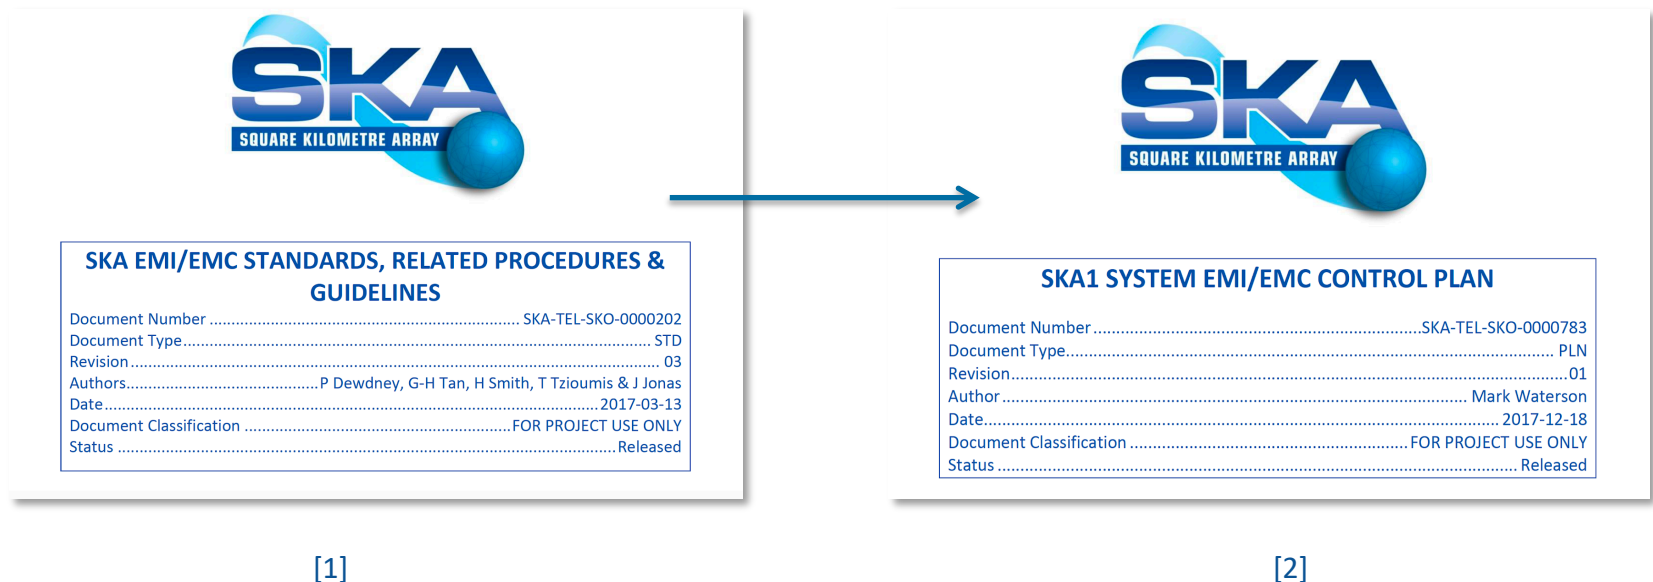 SKA
SQUARE KILOMETRE ARRAY
SKA EMI/EMC STANDARDS, RELATED PROCEDURES &
GUIDELINES
Document Number ........................................................................ SKA-TEL-SKO-0000202
Document Type............................................................................................................. STD
Revision ........................................................................................................................... 03
Authors.............................................P Dewdney, G-H Tan, H Smith, T Tzioumis & J Jonas
Date...................................................................................................................2017-03-13
Document Classification ..............................................................FOR PROJECT USE ONLY
Status ...................................................................................................................Released
[1]
SKA
SQUARE KILOMETRE ARRAY
SKA1 SYSTEM EMI/EMC CONTROL PLAN
Document Number............................................................................SKA-TEL-SKO-0000783
Document Type................................................................................................................. PLN
Revision.................................................................................................................................01
Author ........................................................................................................... Mark Waterson
Date........................................................................................................................ 2017-12-18
Document Classification .................................................................FOR PROJECT USE ONLY
Status ........................................................................................................................ Released
[2]